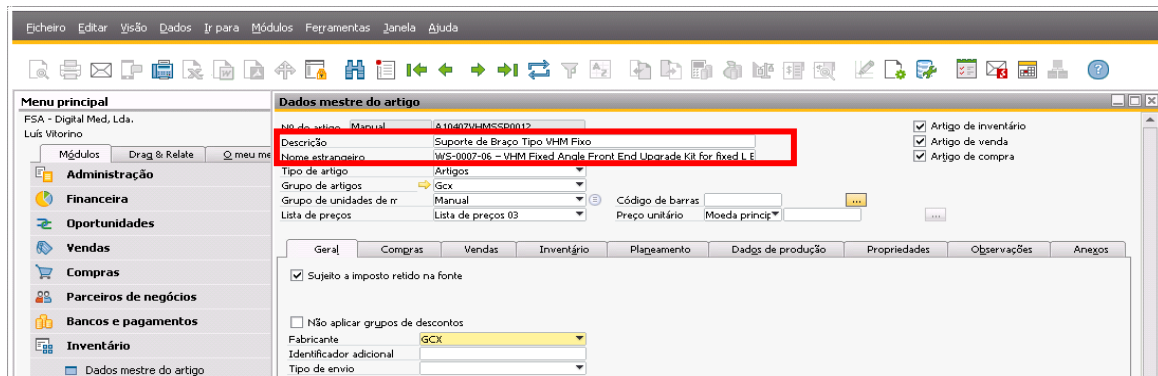 Ficheiro Editar Visão Dados Ir para Módulos Ferramentas Janela Ajuda
Menu principal
FSA - Digital Med, Lda.
Luís Vitorino
Módulos Drag & Relate O meu me
Administração
Financeira
Oportunidades
Vendas
Compras
Parceiros de negócios
Bancos e pagamentos
Inventário
Dados mestre do artigo
Dados mestre do artigo
Nº do artigo Manual A10407VHMSSP0012
Descrição Suporte de Braço Tipo VHM Fixo
Nome estrangeiro WS-0007-06 – VHM Fixed Angle Front End Upgrade Kit for fixed L E
Tipo de artigo Artigos
Grupo de artigos Gcx
Grupo de unidades de m Manual Código de barras ...
Lista de preços Lista de preços 03 Preço unitário Moeda princip ...
Artigo de inventário
Artigo de venda
Artigo de compra
Geral Compras Vendas Inventário Planeamento Dados de produção Propriedades Observações Anexos
Sujeito a imposto retido na fonte
Não aplicar grupos de descontos
Fabricante GCX
Identificador adicional
Tipo de envio